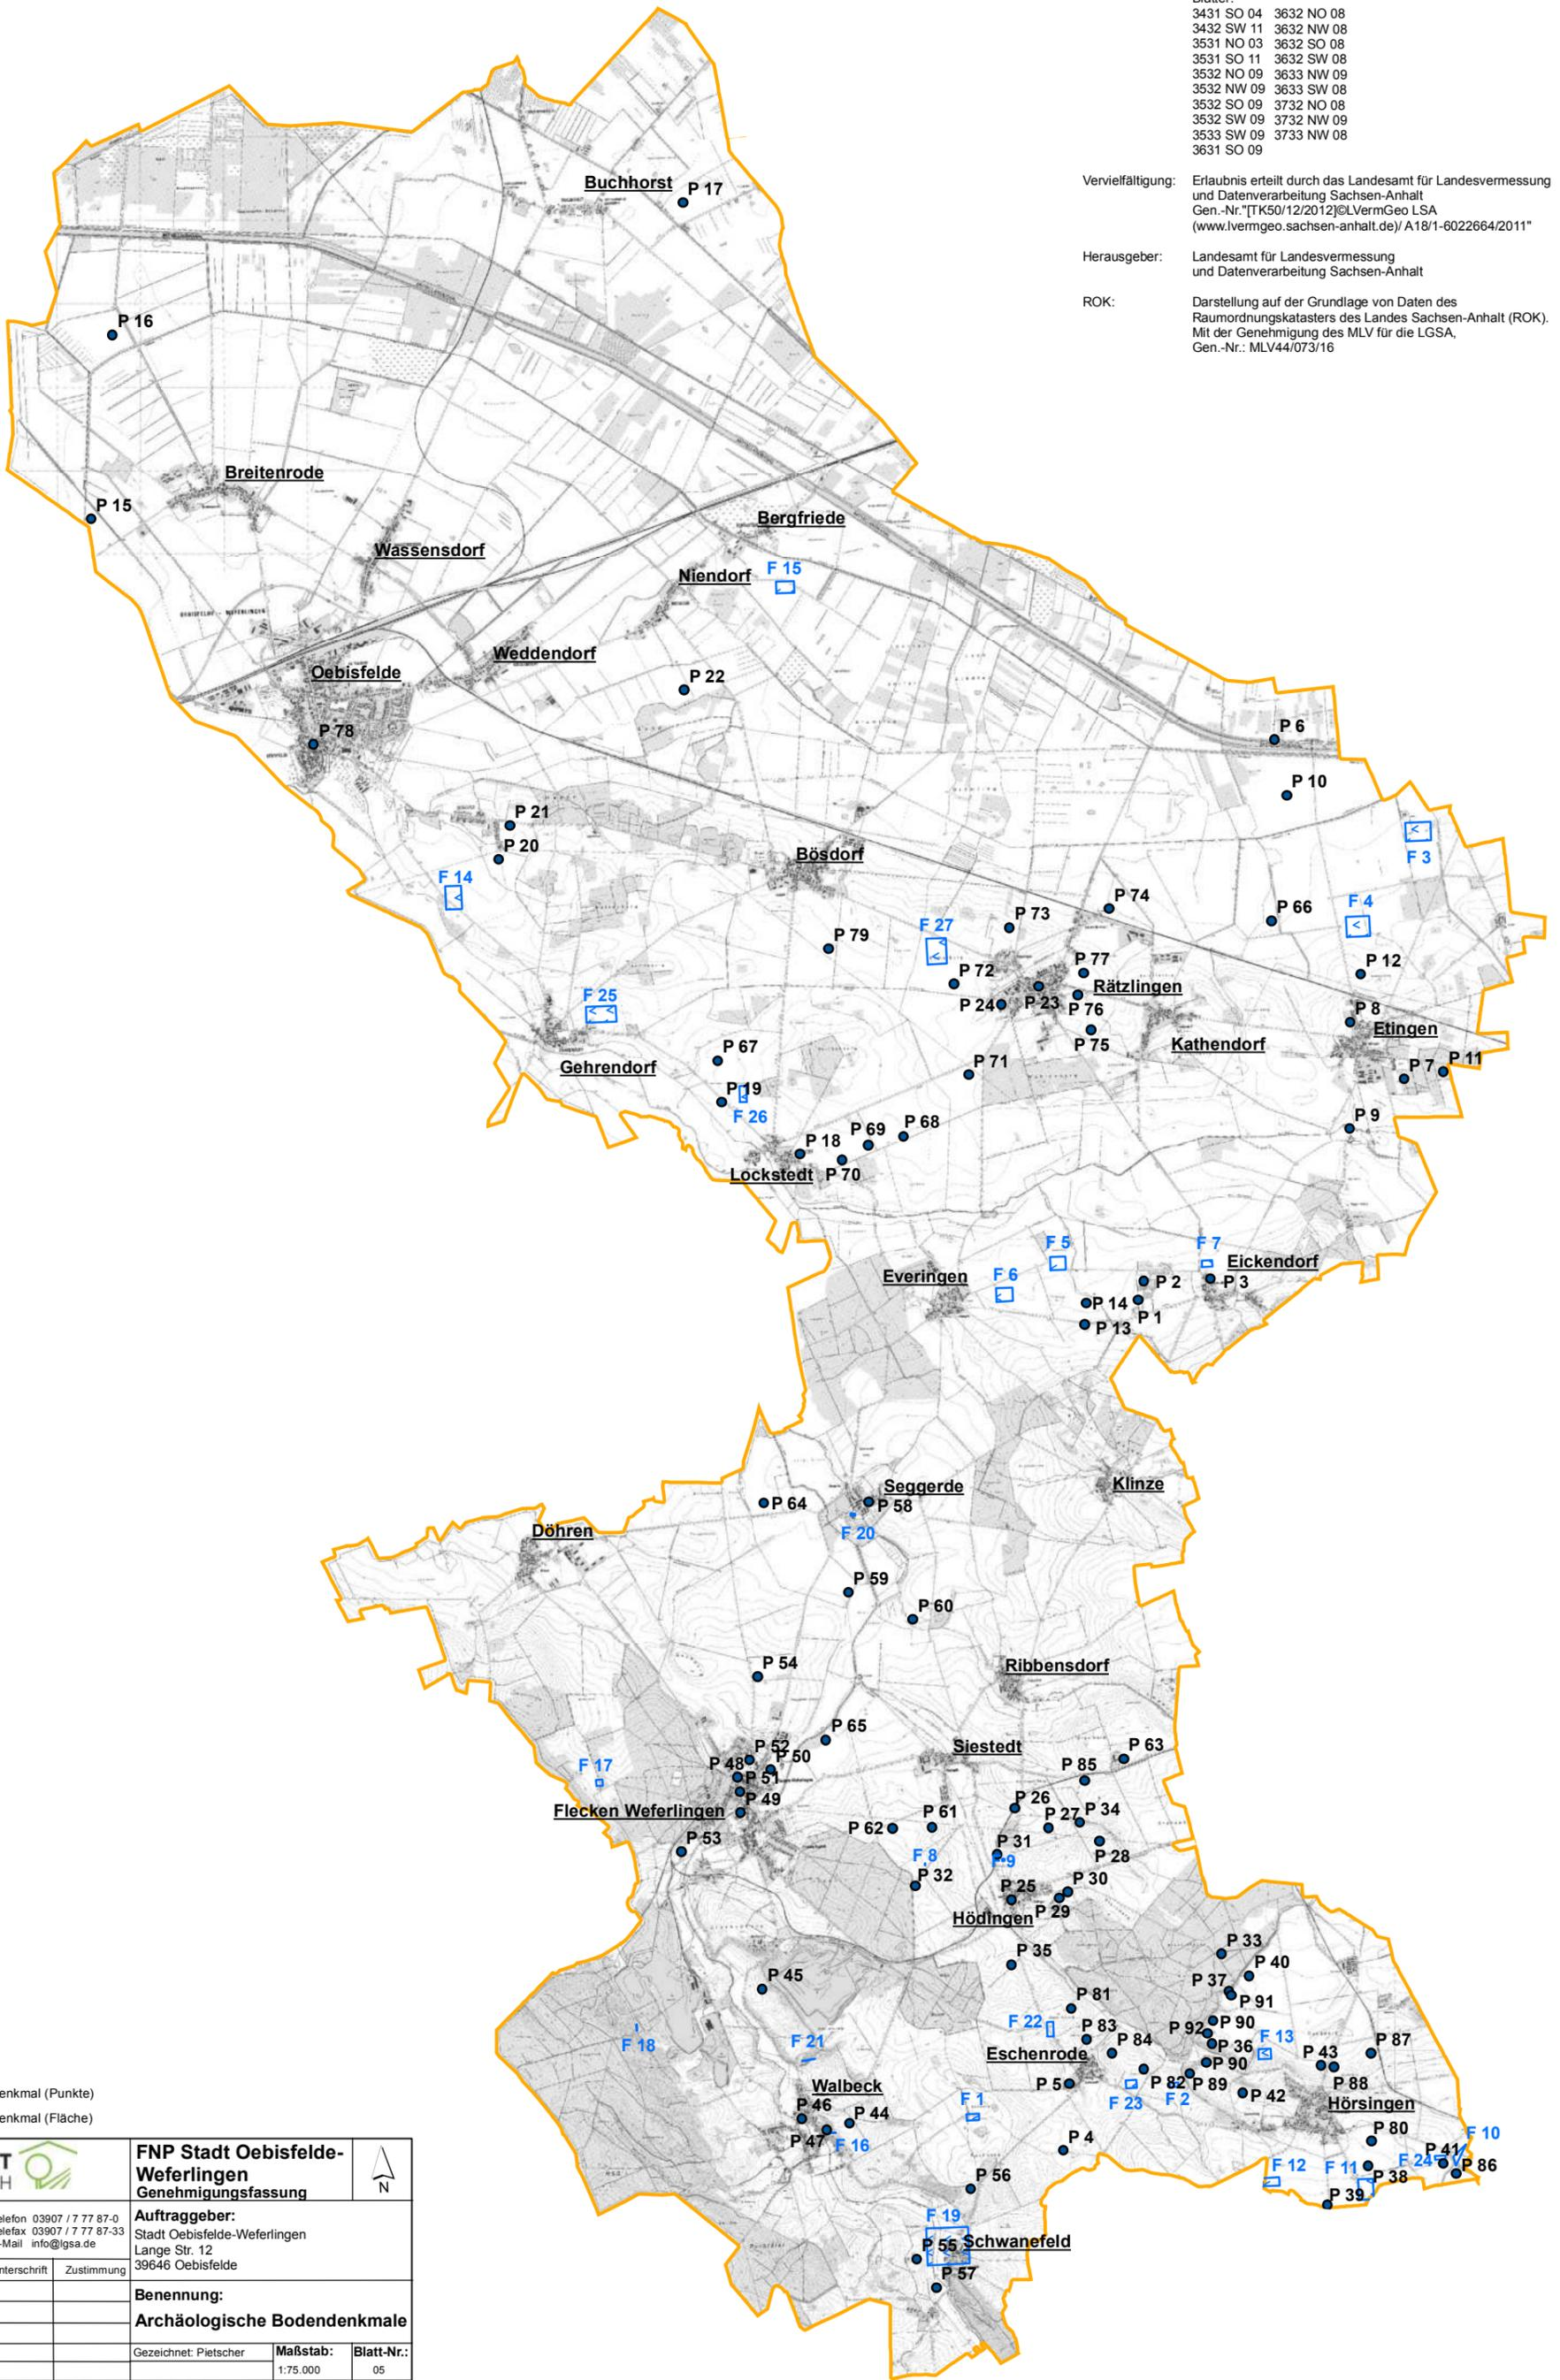 3431 SO 04 3632 NO 08
3432 SW 11 3632 NW 08
3531 NO 03 3632 SO 08
3531 SO 11 3632 SW 08
3532 NO 09 3633 NW 09
3532 NW 09 3633 SW 08
3532 SO 09 3732 NO 08
3532 SW 09 3732 NW 09
3533 SW 09 3733 NW 08
3631 SO 09
Vervielfältigung: Erlaubnis erteilt durch das Landesamt für Landesvermessung
und Datenverarbeitung Sachsen-Anhalt
Gen.-Nr."[TK50/12/2012]©LVermGeo LSA
(www.lvermgeo.sachsen-anhalt.de)/ A18/1-6022664/2011"
Herausgeber: Landesamt für Landesvermessung
und Datenverarbeitung Sachsen-Anhalt
ROK: Darstellung auf der Grundlage von Daten des
Raumordnungskatasters des Landes Sachsen-Anhalt (ROK).
Mit der Genehmigung des MLV für die LGSA,
Gen.-Nr.: MLV44/073/16
Buchhorst
P 17
P 16
Breitenrode
P 15
Bergfriede
Wassensdorf
F 15
Niendorf
Weddendorf
Oebisfelde
P 22
P 78
P 6
P 10
P 21
F 3
P 20
Bösdorf
F 14
P 74
F 4
P 66
P 73
F 27
P 79
P 12
P 77
P 72
Rätzlingen
F 25
P 24
P 23
P 76
P 8
Etingen
P 75
Kathendorf
P 67
Gehrendorf
P 7
P 11
P 71
P 19
F 26
P 9
P 68
P 69
P 18
Lockstedt
P 70
F 5
F 7
Eickendorf
Everingen
F 6
P 2
P 3
P 14
P 1
P 13
Klinze
Seggerde
P 64
P 58
Döhren
F 20
P 59
P 60
Ribbensdorf
P 54
P 65
Siestedt
P 52
P 50
P 63
F 17
P 48
P 51
P 85
P 49
P 26
Flecken Weferlingen
P 61
P 27
P 34
P 62
P 53
P 31
P 28
F 8
F 9
P 32
P 25
P 30
P 29
Hödingen
P 33
P 35
P 40
P 45
P 37
P 91
P 81
F 22
P 90
P 92
F 18
F 21
P 83
P 36
F 13
P 87
P 84
Eschenrode
P 90
P 43
P 5
P 82
P 89
P 88
Walbeck
F 23
F 2
P 42
Hörsingen
F 1
P 46
P 44
P 47
F 16
P 80
F 10
P 4
P 41
F 24
F 12
F 11
P 38
P 86
P 56
P 39
F 19
Schwanefeld
P 55
P 57
enkmal (Punkte)
enkmal (Fläche)
T
H
FNP Stadt Oebisfelde-
Weferlingen
Genehmigungsfassung
N
elefon 03907 / 7 77 87-0
elefax 03907 / 7 77 87-33
-Mail info@lgsa.de
Auftraggeber:
Stadt Oebisfelde-Weferlingen
Lange Str. 12
39646 Oebisfelde
nterschrift Zustimmung
Benennung:
Archäologische Bodendenkmale
Gezeichnet: Pietscher
Maßstab:
1:75.000
Blatt-Nr.:
05